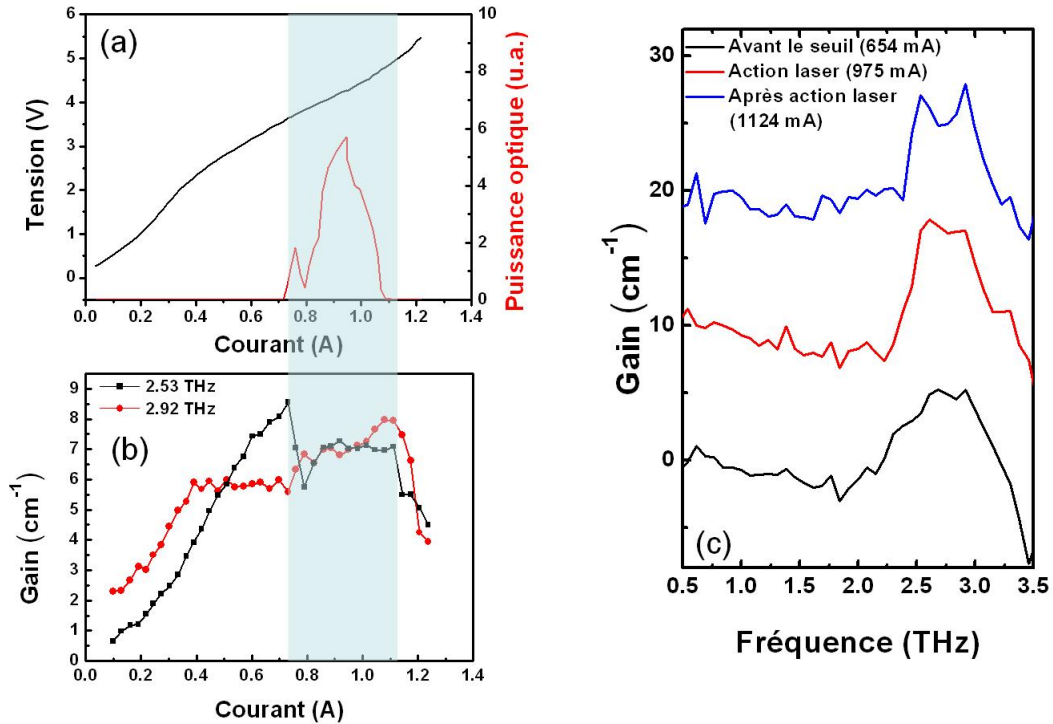 (a)
Tension (V)
6
5
4
3
2
1
0
Puissance optique (u.a.)
10
8
6
4
2
0
0.0 0.2 0.4 0.6 0.8 1.0 1.2 1.4
Courant (A)
(b)
2.53 THz
2.92 THz
Gain (cm-1)
9
8
7
6
5
4
3
2
1
0
0.0 0.2 0.4 0.6 0.8 1.0 1.2 1.4
Courant (A)
(c)
Avant le seuil (654 mA)
Action laser (975 mA)
Après action laser
(1124 mA)
Gain (cm-1)
30
20
10
0
0.5 1.0 1.5 2.0 2.5 3.0 3.5
Fréquence (THz)